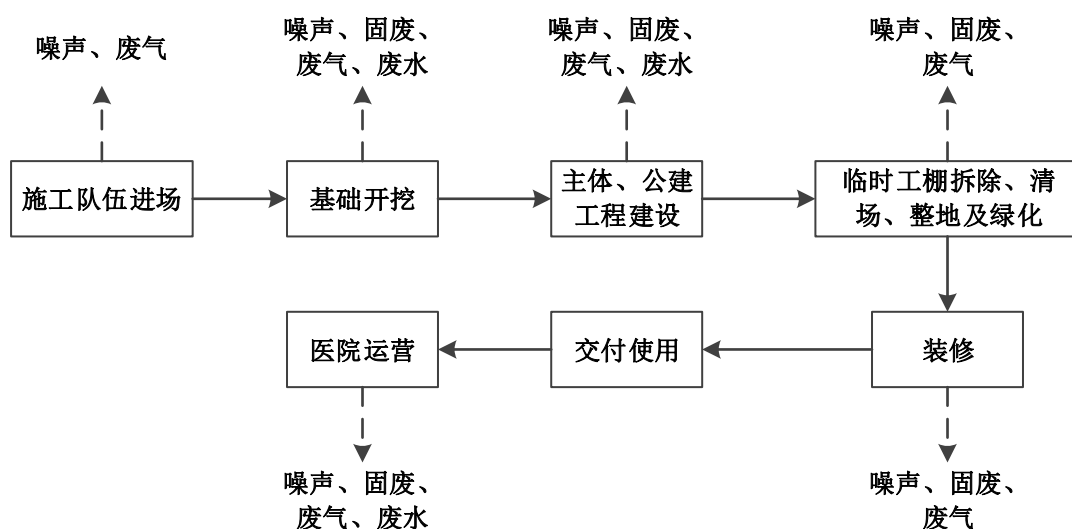 噪声、废气
噪声、固废、
废气、废水
噪声、固废、
废气、废水
噪声、固废、
废气
施工队伍进场
基础开挖
主体、公建
工程建设
临时工棚拆除、清
场、整地及绿化
医院运营
交付使用
装修
噪声、固废、
废气、废水
噪声、固废、
废气